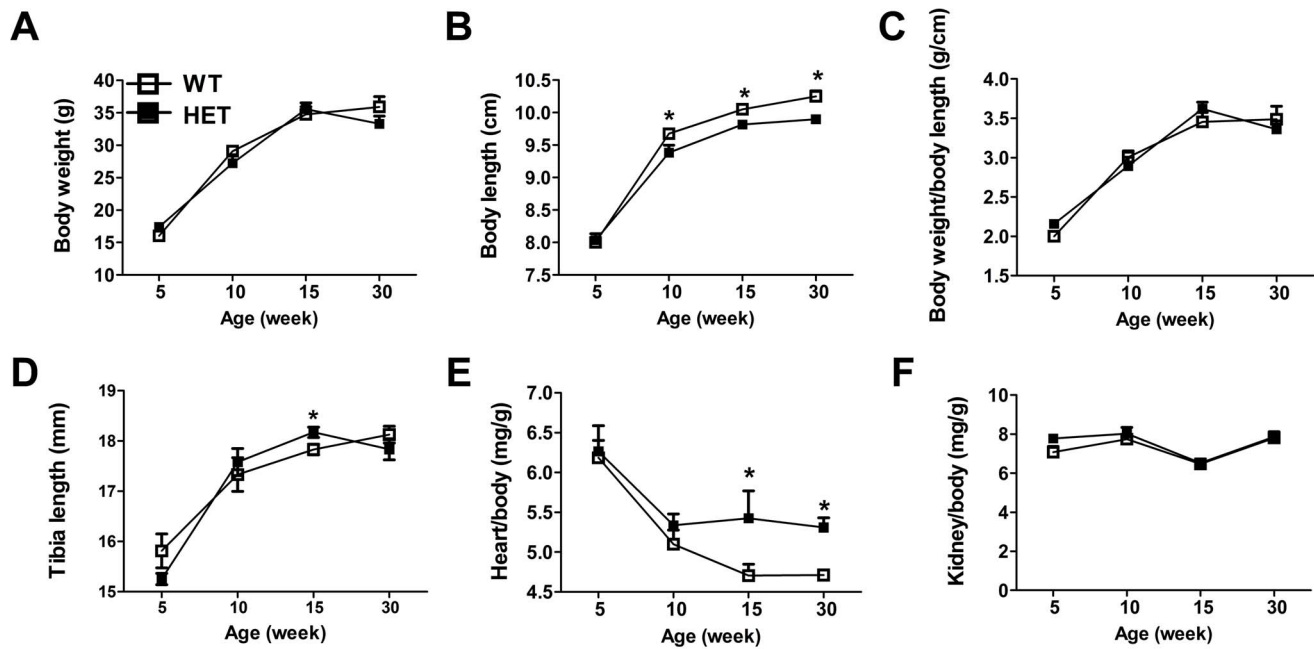 A
Body weight (g)
40
35
30
25
20
15
10
WT
HET
5 10 15 30
Age (week)
B
Body length (cm)
10.5
10.0
9.5
9.0
8.5
8.0
7.5
* * *
5 10 15 30
Age (week)
C
Body weight/body length (g/cm)
4.0
3.5
3.0
2.5
2.0
1.5
5 10 15 30
Age (week)
D
Tibia length (mm)
19
18
17
16
15
*
5 10 15 30
Age (week)
E
Heart/body (mg/g)
7.0
6.5
6.0
5.5
5.0
4.5
* *
5 10 15 30
Age (week)
F
Kidney/body (mg/g)
10
8
6
4
2
0
5 10 15 30
Age (week)